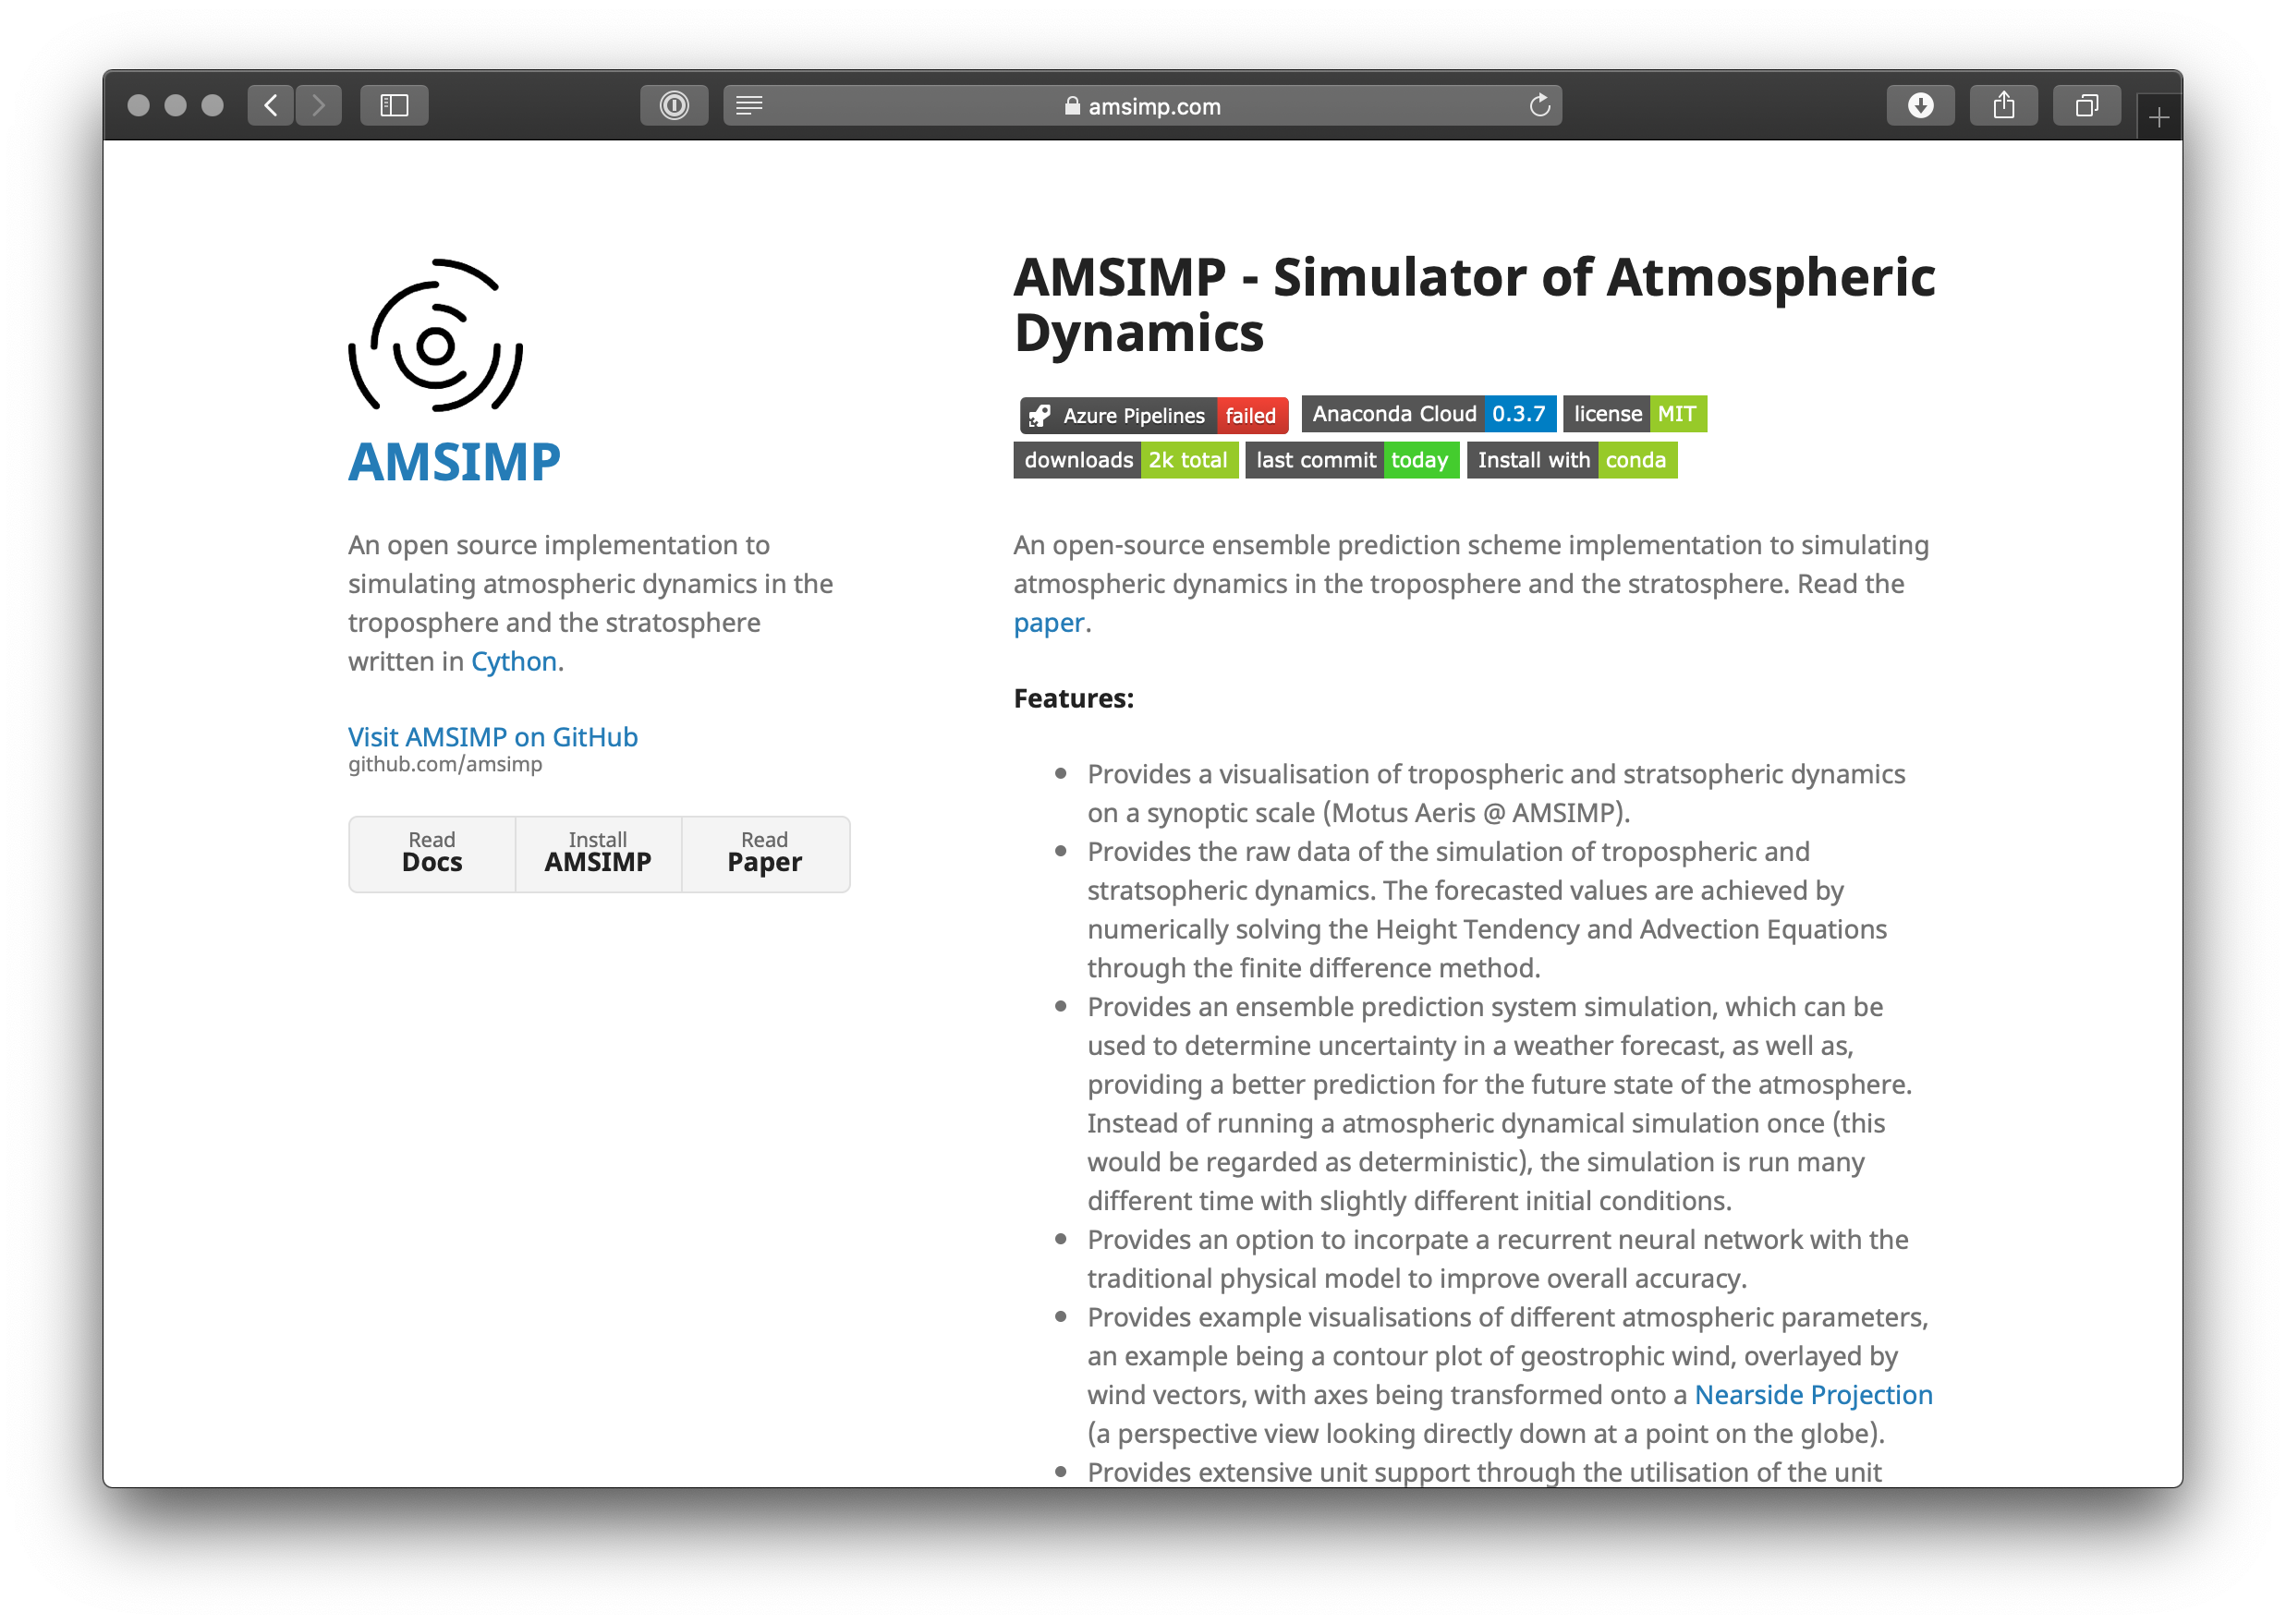 amsimp.com
AMSIMP
An open source implementation to
simulating atmospheric dynamics in the
troposphere and the stratosphere
written in Cython.
Visit AMSIMP on GitHub
github.com/amsimp
Read
Docs
Install
AMSIMP
Read
Paper
AMSIMP - Simulator of Atmospheric
Dynamics
Azure Pipelines failed Anaconda Cloud 0.3.7 license MIT
downloads 2k total last commit today Install with conda
An open-source ensemble prediction scheme implementation to simulating
atmospheric dynamics in the troposphere and the stratosphere. Read the
paper.
Features:
Provides a visualisation of tropospheric and stratsopheric dynamics
on a synoptic scale (Motus Aeris @ AMSIMP).
Provides the raw data of the simulation of tropospheric and
stratsopheric dynamics. The forecasted values are achieved by
numerically solving the Height Tendency and Advection Equations
through the finite difference method.
Provides an ensemble prediction system simulation, which can be
used to determine uncertainty in a weather forecast, as well as,
providing a better prediction for the future state of the atmosphere.
Instead of running a atmospheric dynamical simulation once (this
would be regarded as deterministic), the simulation is run many
different time with slightly different initial conditions.
Provides an option to incorpate a recurrent neural network with the
traditional physical model to improve overall accuracy.
Provides example visualisations of different atmospheric parameters,
an example being a contour plot of geostrophic wind, overlayed by
wind vectors, with axes being transformed onto a Nearside Projection
(a perspective view looking directly down at a point on the globe).
Provides extensive unit support through the utilisation of the unit